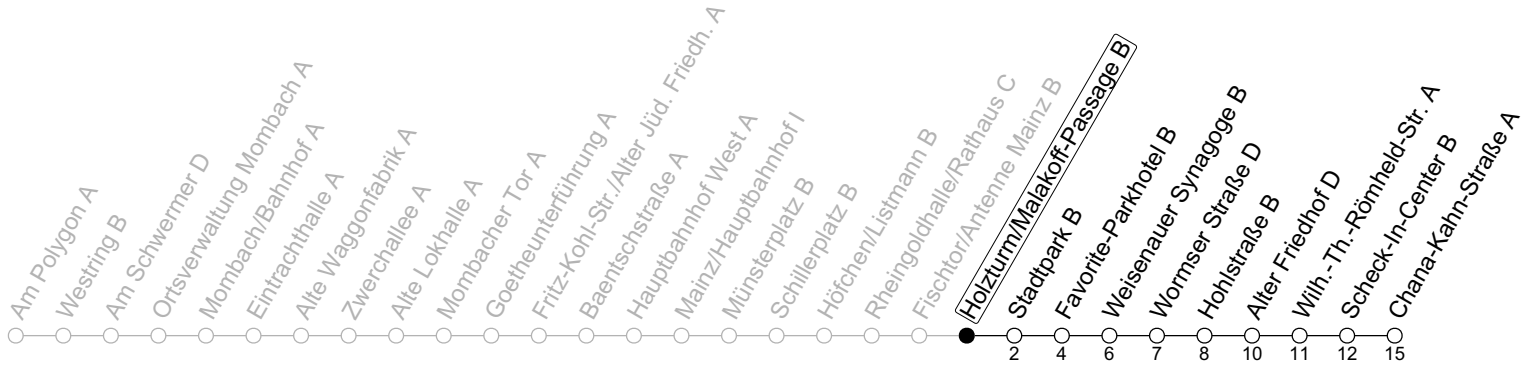 Am Polygon A
Westring B
Am Schwermer D
Ortsverwaltung Mombach A
Mombach/Bahnhof A
Eintrachthalle A
Alte Waggonfabrik A
Zwerchallee A
Alte Lokhalle A
Mombacher Tor A
Goetheunterführung A
Fritz-Kohl-Str./Alter Jüd. Friedh. A
Baentschstraße A
Hauptbahnhof West A
Mainz/Hauptbahnhof I
Münsterplatz B
Schillerplatz B
Höfchen/Listmann B
Rheingoldhalle/Rathaus C
Fischtor/Antenne Mainz B
Holzturm/Malakoff-Passage B
Stadtpark B
Favorite-Parkhotel B
Weisenauer Synagoge B
Wormser Straße D
Hohlstraße B
Alter Friedhof D
Wilh.-Th.-Römheld-Str. A
Scheck-In-Center B
Chana-Kahn-Straße A
2 4 6 7 8 10 11 12 15